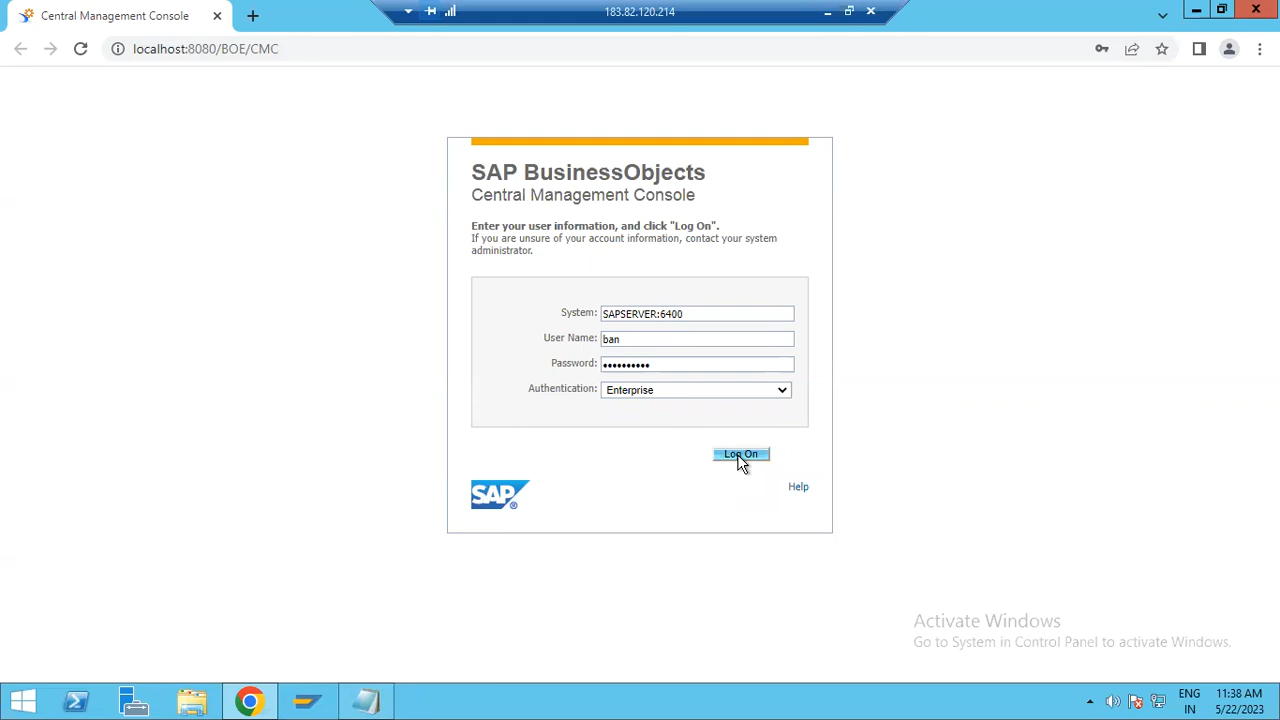 Central Management Console
183.82.120.214
localhost:8080/BOE/CMC
SAP BusinessObjects
Central Management Console
Enter your user information, and click "Log On".
If you are unsure of your account information, contact your system
administrator.
System: SAPSERVER:6400
User Name: ban
Password: ••••••••••
Authentication: Enterprise
Log On
SAP®
Help
Activate Windows
Go to System in Control Panel to activate Windows.
ENG 11:38 AM
IN 5/22/2023